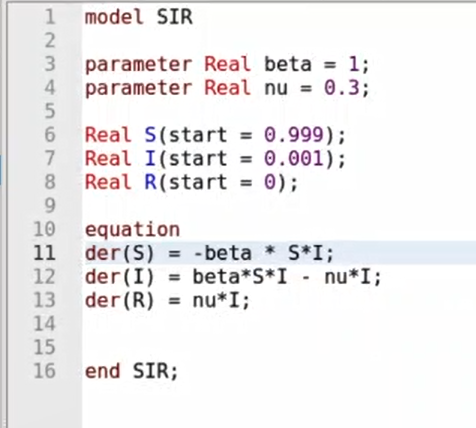 1 model SIR
2
3 parameter Real beta = 1;
4 parameter Real nu = 0.3;
5
6 Real S(start = 0.999);
7 Real I(start = 0.001);
8 Real R(start = 0);
9
10 equation
11 der(S) = -beta * S*I;
12 der(I) = beta*S*I - nu*I;
13 der(R) = nu*I;
14
15
16 end SIR;